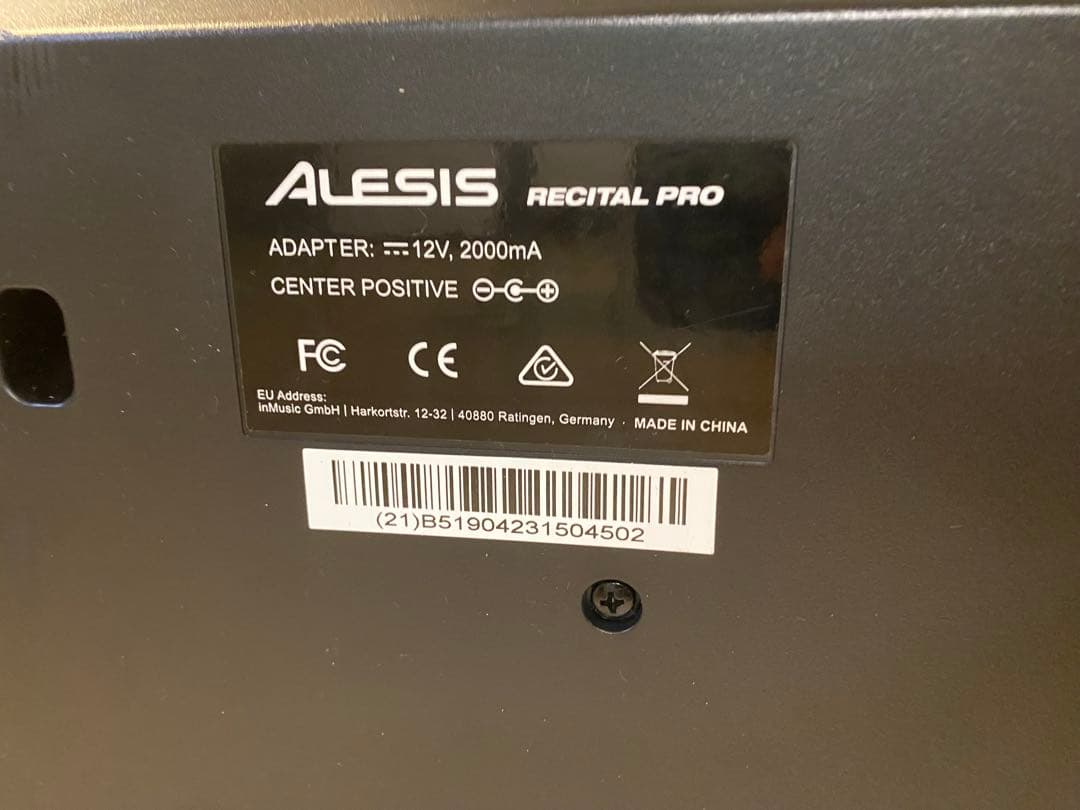 ALESIS RECITAL PRO
ADAPTER: 12V, 2000mA
CENTER POSITIVE
FC CE
EU Address:
inMusic GmbH | Harkortstr. 12-32 | 40880 Ratingen, Germany · MADE IN CHINA
(21)B51904231504502